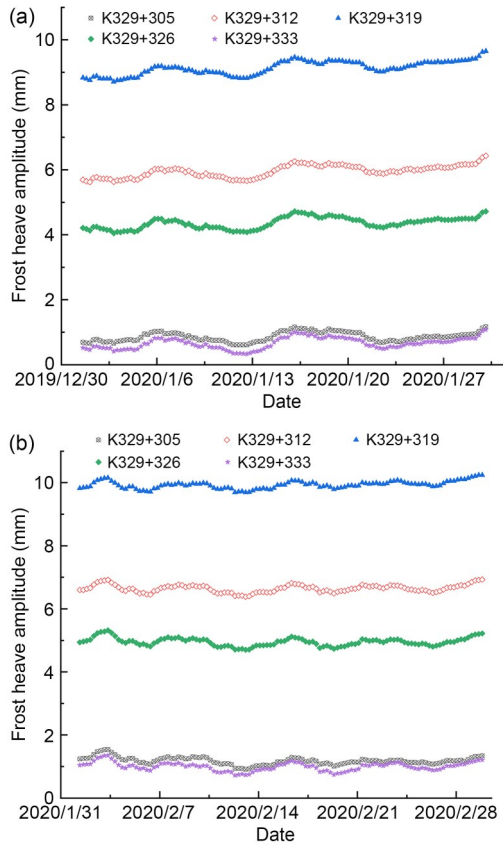 (a)
K329+305 K329+312 K329+319
K329+326 K329+333
10
8
6
4
2
0
Frost heave amplitude (mm)
2019/12/30 2020/1/6 2020/1/13 2020/1/20 2020/1/27
Date
(b)
K329+305 K329+312 K329+319
K329+326 K329+333
10
8
6
4
2
0
Frost heave amplitude (mm)
2020/1/31 2020/2/7 2020/2/14 2020/2/21 2020/2/28
Date